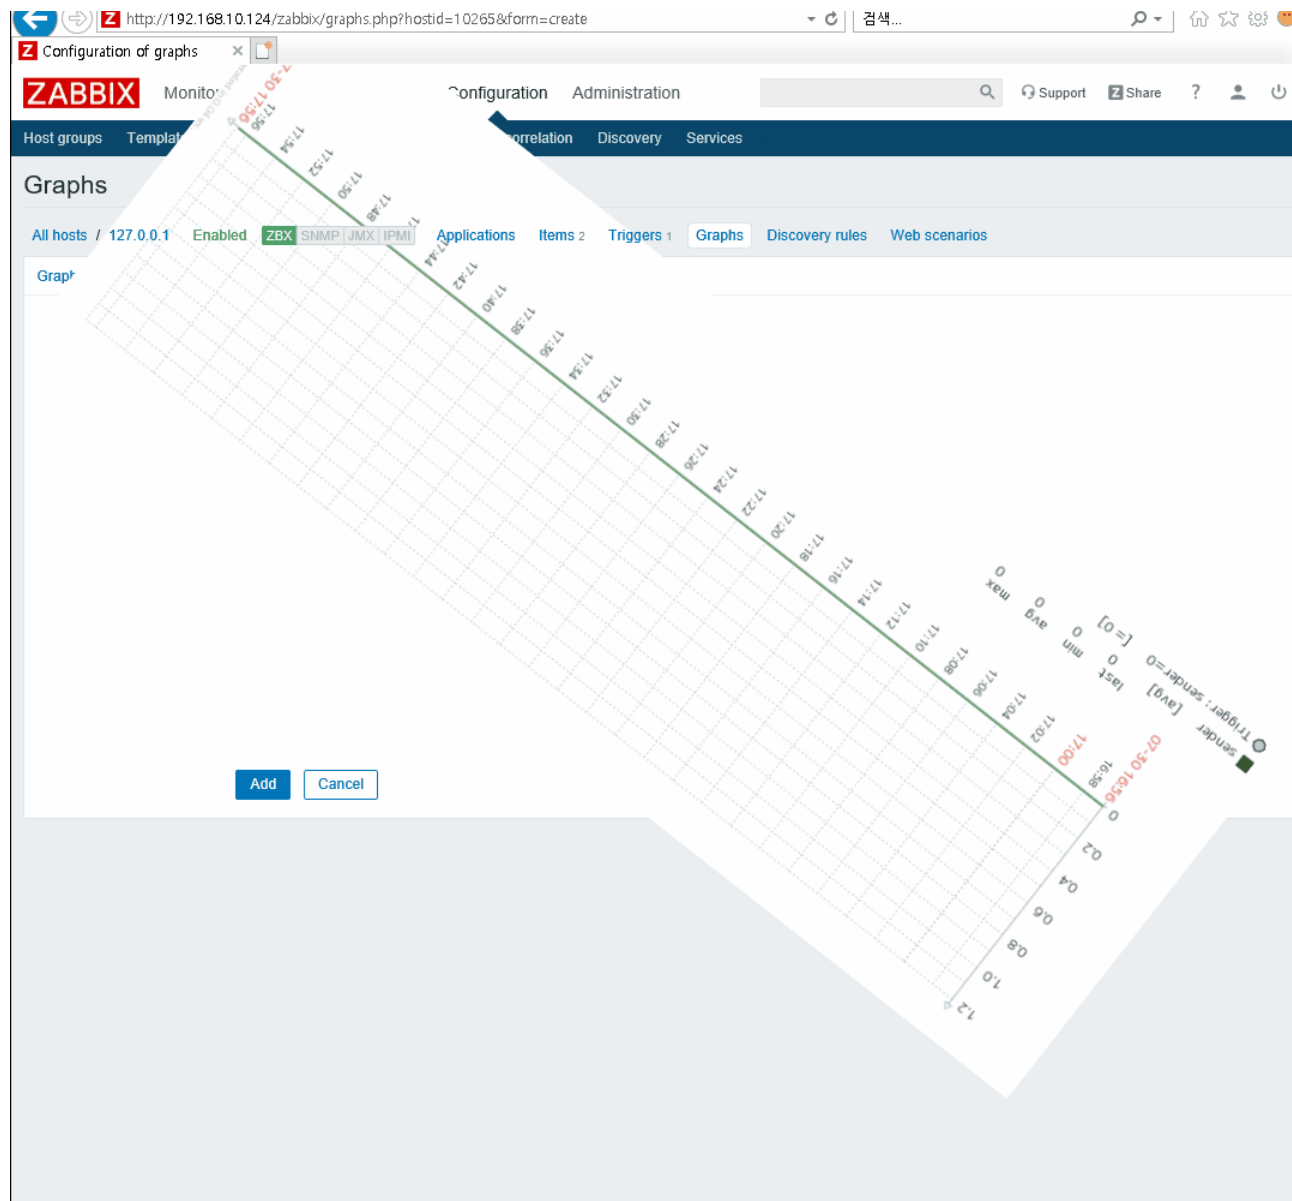 http://192.168.10.124/zabbix/graphs.php?hostid=10265&form=create
검색...
Configuration of graphs
ZABBIX
Configuration
Administration
Support
Share
?
Host groups
Discovery
Services
Graphs
All hosts / 127.0.0.1
Enabled
ZBX SNMP JMX IPMI
Applications
Items 2
Triggers 1
Graphs
Discovery rules
Web scenarios
17:56
17:54
17:52
17:50
17:48
17:44
17:42
17:40
17:38
17:36
17:34
17:32
17:30
17:28
17:26
17:24
17:22
17:20
17:18
17:16
17:14
17:12
17:10
17:08
17:06
17:04
17:02
17:00
16:58
07-30 16:56
0
0.2
0.4
0.6
0.8
1.0
1.2
last min avg max
sender [avg] 0 0 0 0
Trigger: sender: sender=0 [= 0]
Add
Cancel